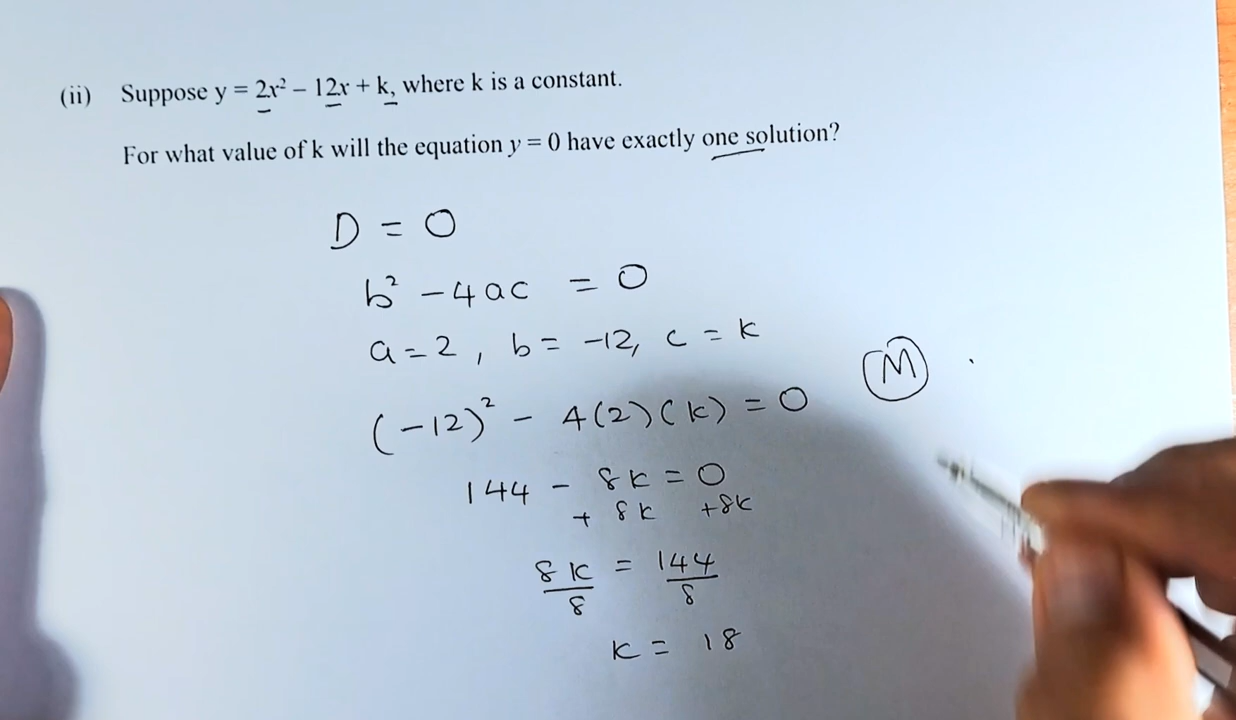 (ii) Suppose y = 2x² – 12x + k, where k is a constant.
For what value of k will the equation y = 0 have exactly one solution?
D = 0
b² - 4ac = 0
a = 2, b = -12, c = k
(-12)² - 4(2)(k) = 0 M
144 - 8k = 0
+ 8k +8k
8k/8 = 144/8
k = 18